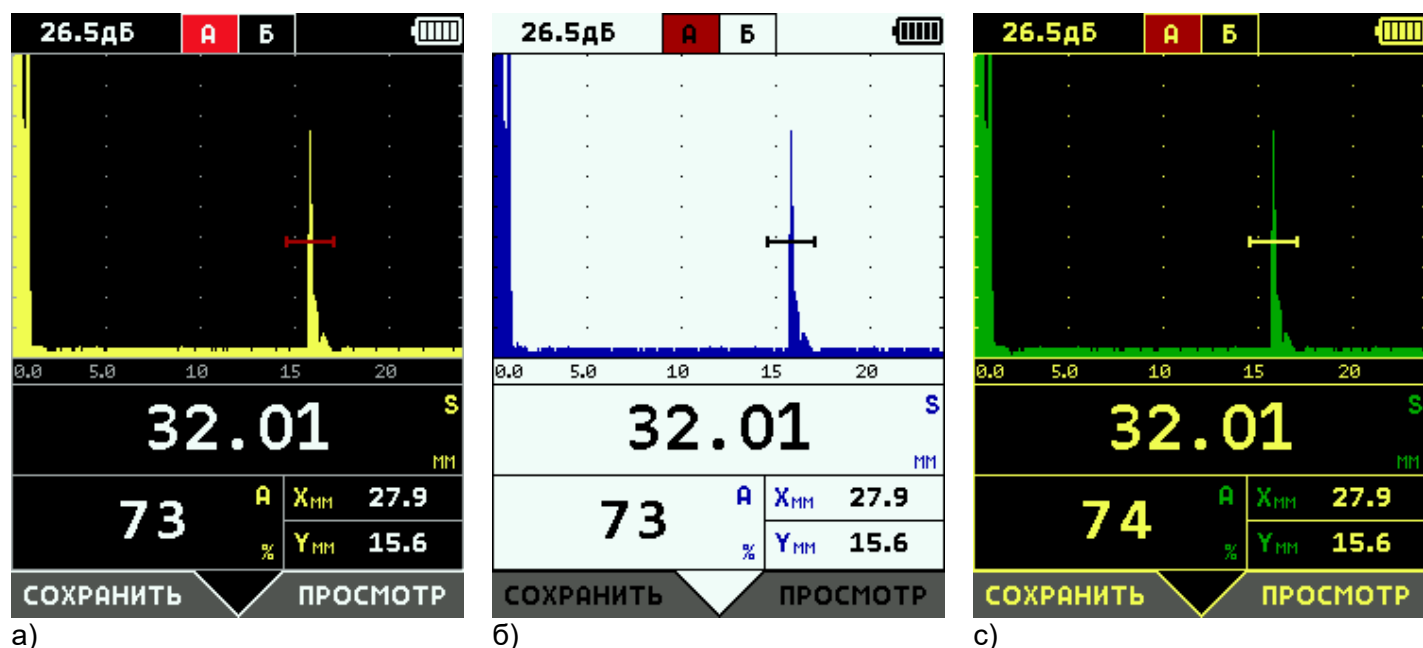 26.5дБ А Б
0.0 5.0 10 15 20
32.01 S мм
73 А %
Xмм 27.9
Yмм 15.6
СОХРАНИТЬ ПРОСМОТР
а)
26.5дБ А Б
0.0 5.0 10 15 20
32.01 S мм
73 А %
Xмм 27.9
Yмм 15.6
СОХРАНИТЬ ПРОСМОТР
б)
26.5дБ А Б
0.0 5.0 10 15 20
32.01 S мм
74 А %
Xмм 27.9
Yмм 15.6
СОХРАНИТЬ ПРОСМОТР
с)